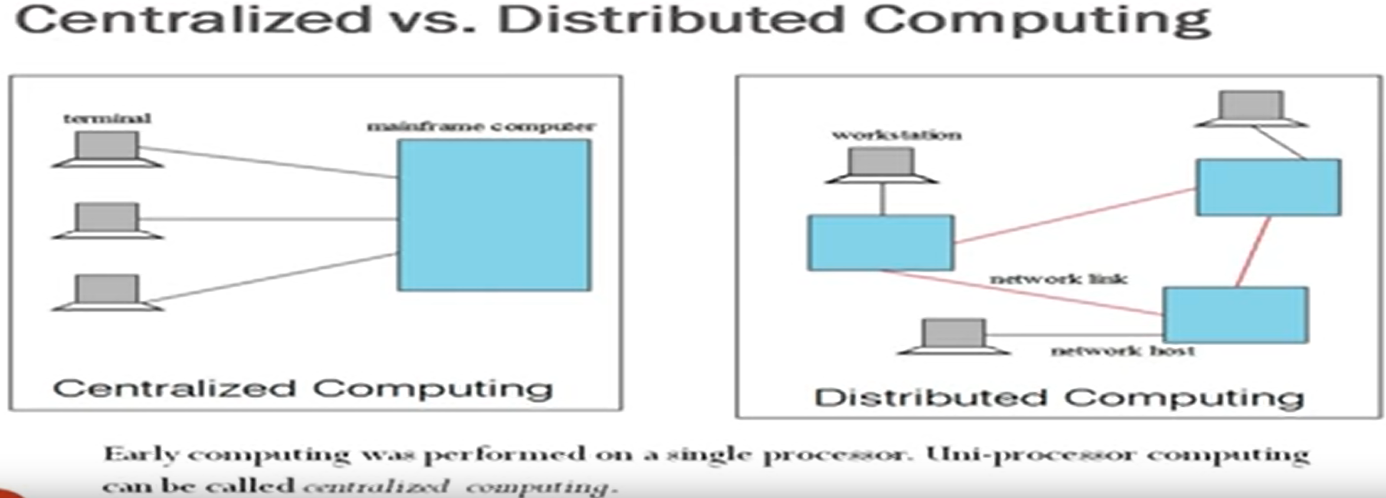 Centralized vs. Distributed Computing
terminal
mainframe computer
Centralized Computing
workstation
network link
network host
Distributed Computing
Early computing was performed on a single processor. Uni-processor computing
can be called centralized computing.